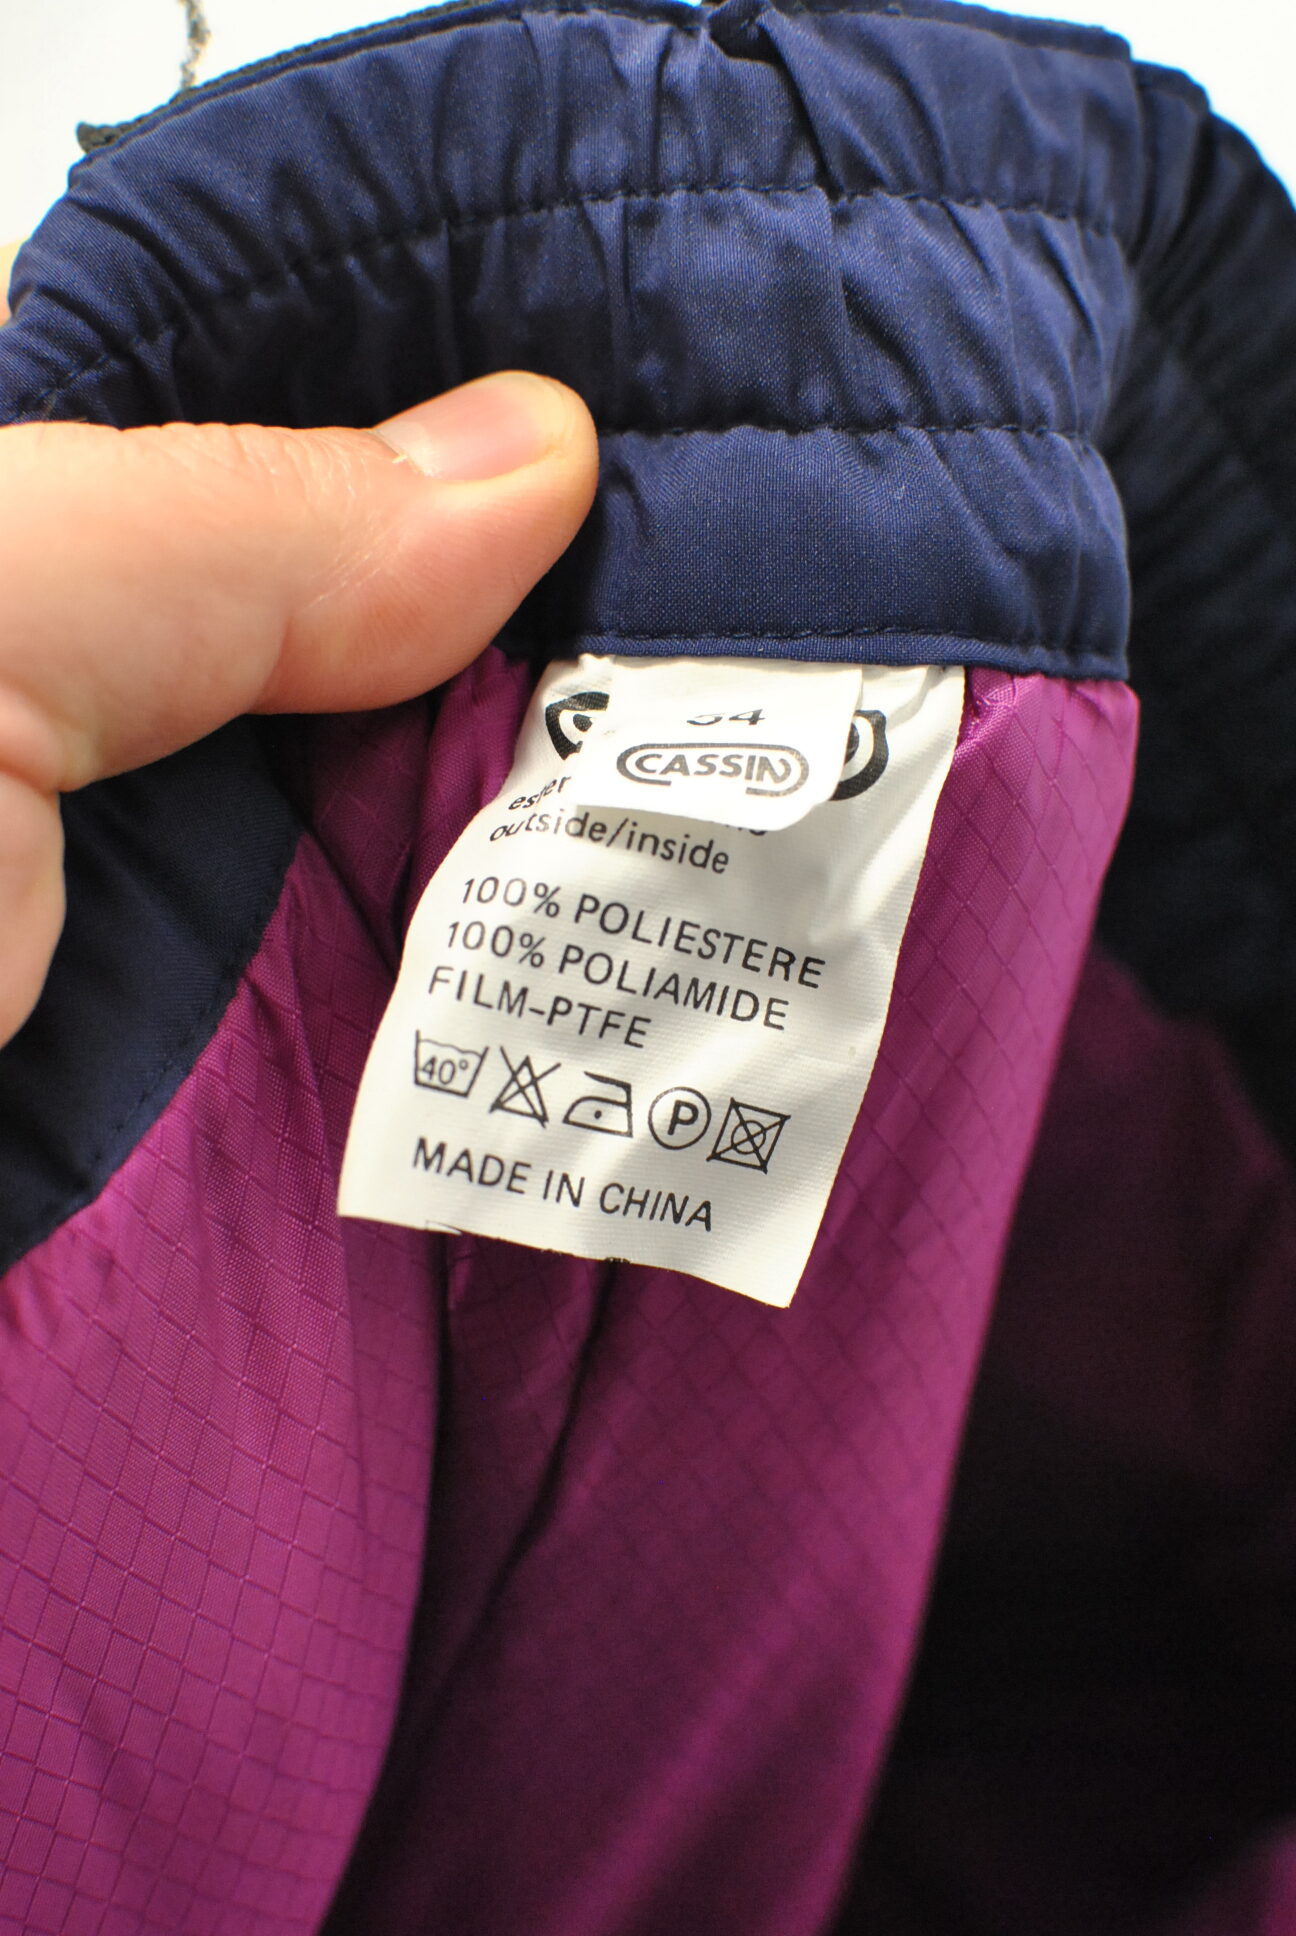 54
CASSIN
outside/inside
100% POLIESTERE
100% POLIAMIDE
FILM-PTFE
40°
P
MADE IN CHINA